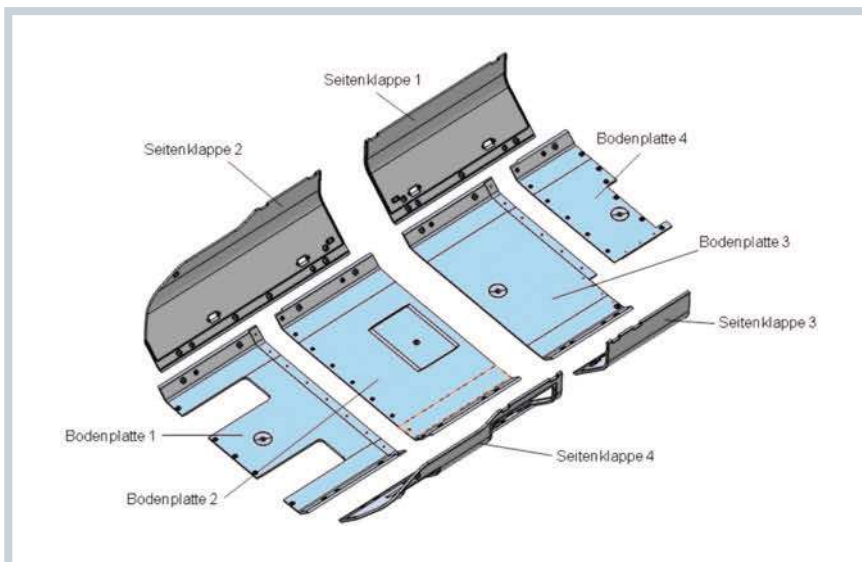 Seitenklappe 1
Seitenklappe 2
Bodenplatte 4
Bodenplatte 3
Seitenklappe 3
Bodenplatte 1
Seitenklappe 4
Bodenplatte 2